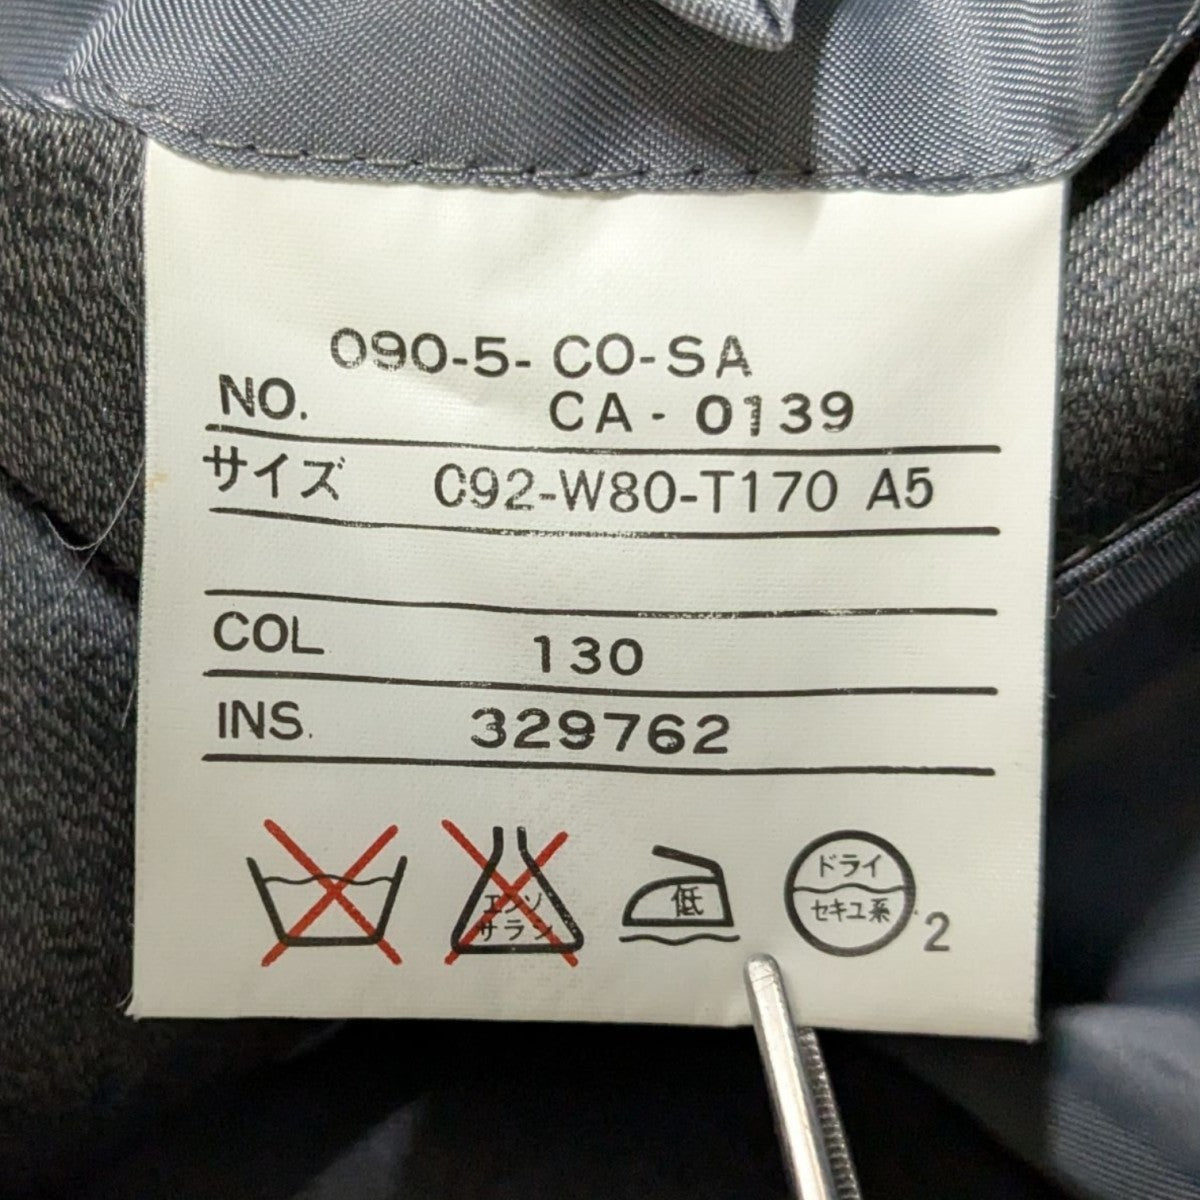 090-5- CO-SA
NO. CA - 0139
サイズ C92-W80-T170 A5
COL 130
INS. 329762
エンソ
サラシ
低
ドライ
セキユ系
2